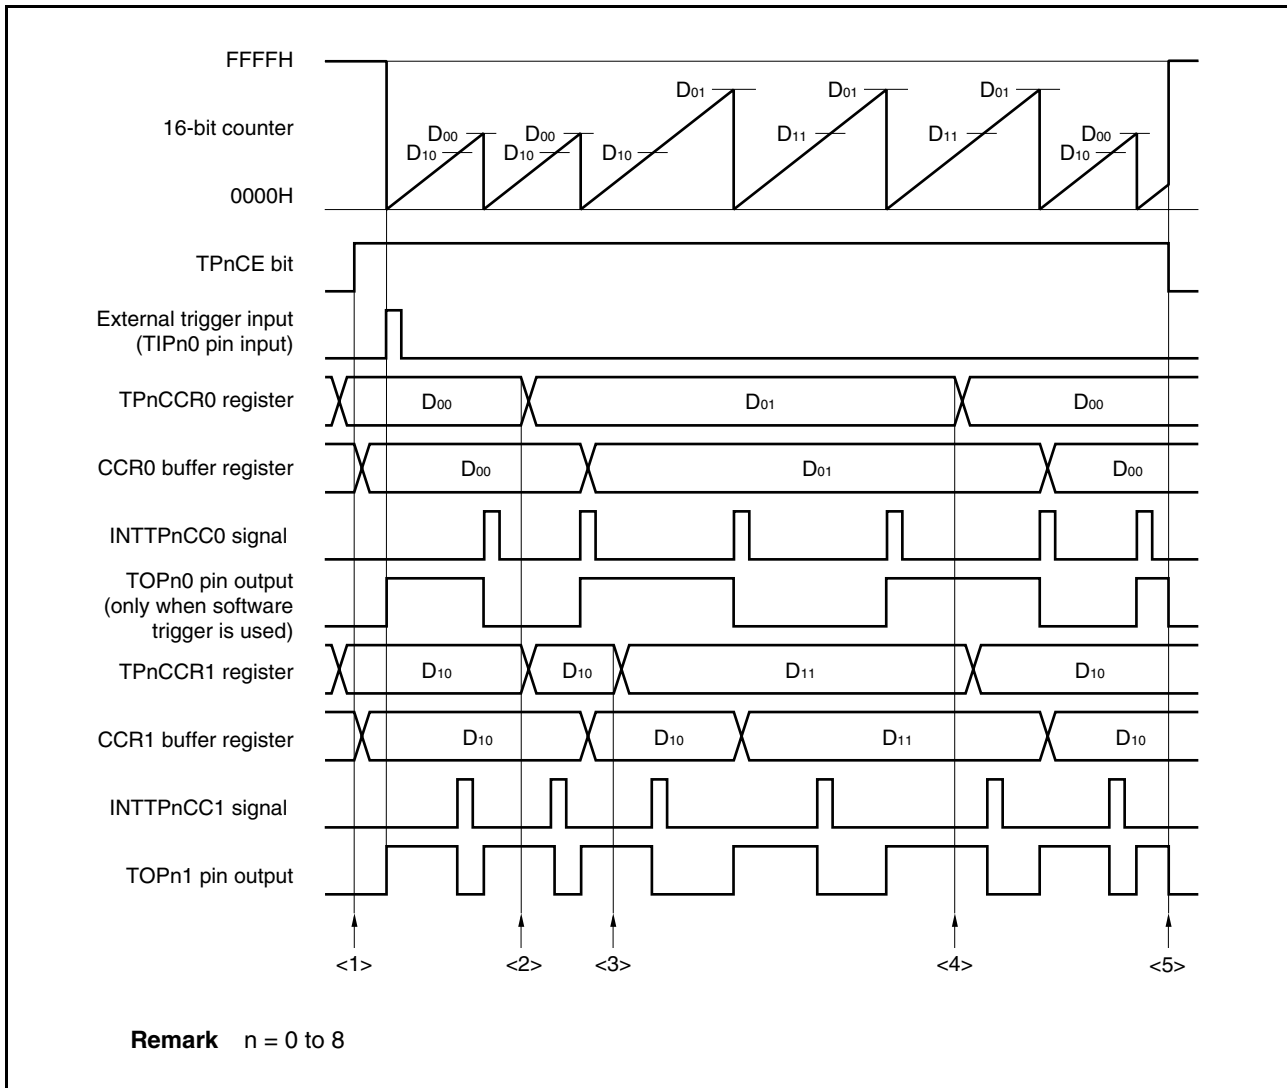 FFFFH
16-bit counter
0000H
D01 D01 D01
D00 D00 D11 D11 D00
D10 D10 D10 D10
TPnCE bit
External trigger input
(TIPn0 pin input)
TPnCCR0 register D00 D01 D00
CCR0 buffer register D00 D01 D00
INTTPnCC0 signal
TOPn0 pin output
(only when software
trigger is used)
TPnCCR1 register D10 D10 D11 D10
CCR1 buffer register D10 D10 D11 D10
INTTPnCC1 signal
TOPn1 pin output
<1> <2> <3> <4> <5>
Remark n = 0 to 8